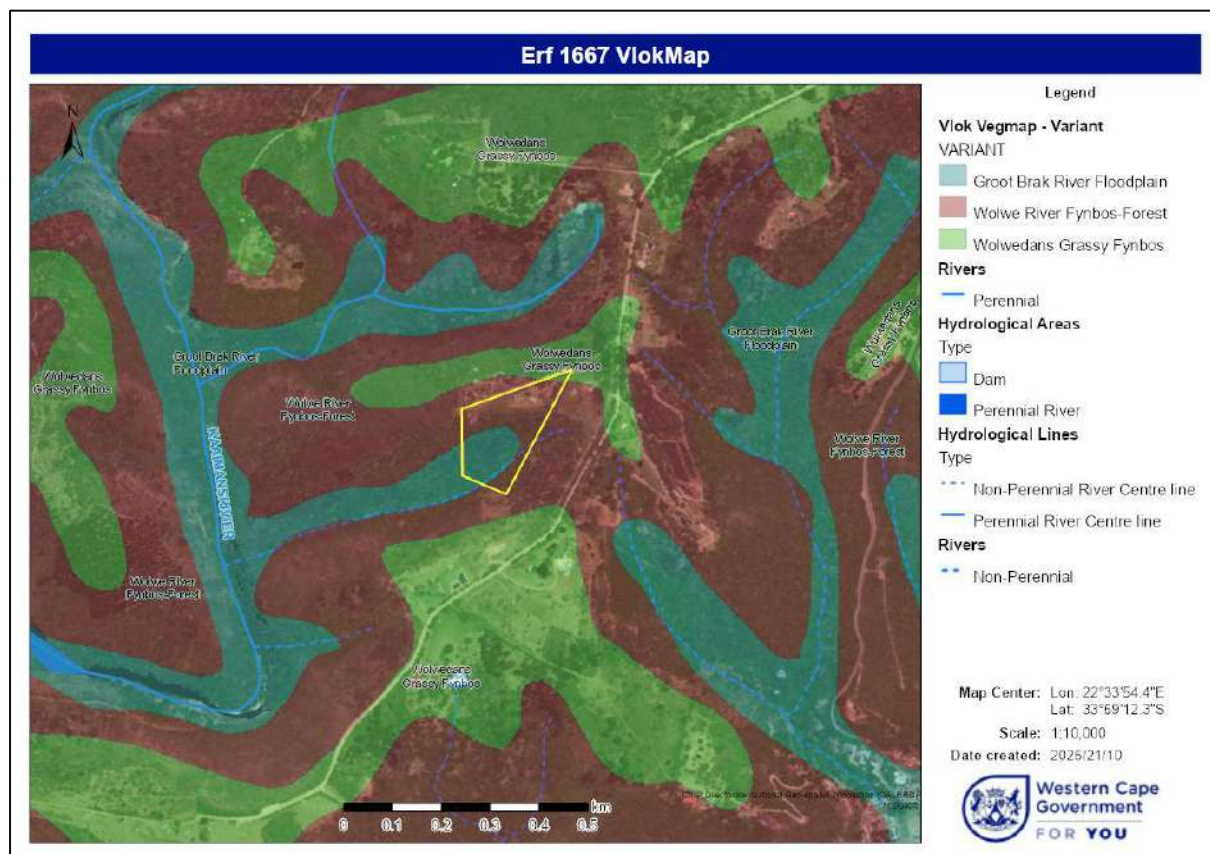 Erf 1667 VlokMap
N
Wolwedans
Grassy Fynbos
Wolwedans
Grassy Fynbos
Groot Brak River
Floodplain
Wolwedans
Grassy Fynbos
Wolwedans
Grassy Fynbos
Groot Brak River
Floodplain
Wolwe River
Fynbos-Forest
Wolwe River
Fynbos-Forest
KAAIMANSRIVIER
Wolwe River
Fynbos-Forest
Wolwedans
Grassy Fynbos
km
0 0.1 0.2 0.3 0.4 0.5
Legend
Vlok Vegmap - Variant
VARIANT
Groot Brak River Floodplain
Wolwe River Fynbos-Forest
Wolwedans Grassy Fynbos
Rivers
Perennial
Hydrological Areas
Type
Dam
Perennial River
Hydrological Lines
Type
Non-Perennial River Centre line
Perennial River Centre line
Rivers
Non-Perennial
Map Center: Lon: 22°33'54.4"E
Lat: 33°59'12.3"S
Scale: 1:10,000
Date created: 2025/21/10
Western Cape
Government
FOR YOU